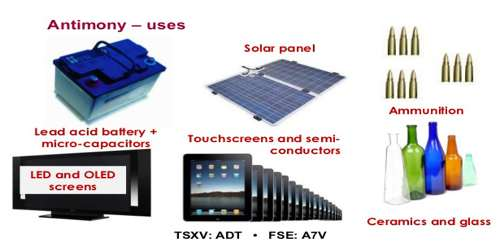 Antimony – uses
Solar panel
Ammunition
Lead acid battery +
micro-capacitors
Touchscreens and semi-
conductors
LED and OLED
screens
Ceramics and glass
TSXV: ADT • FSE: A7V